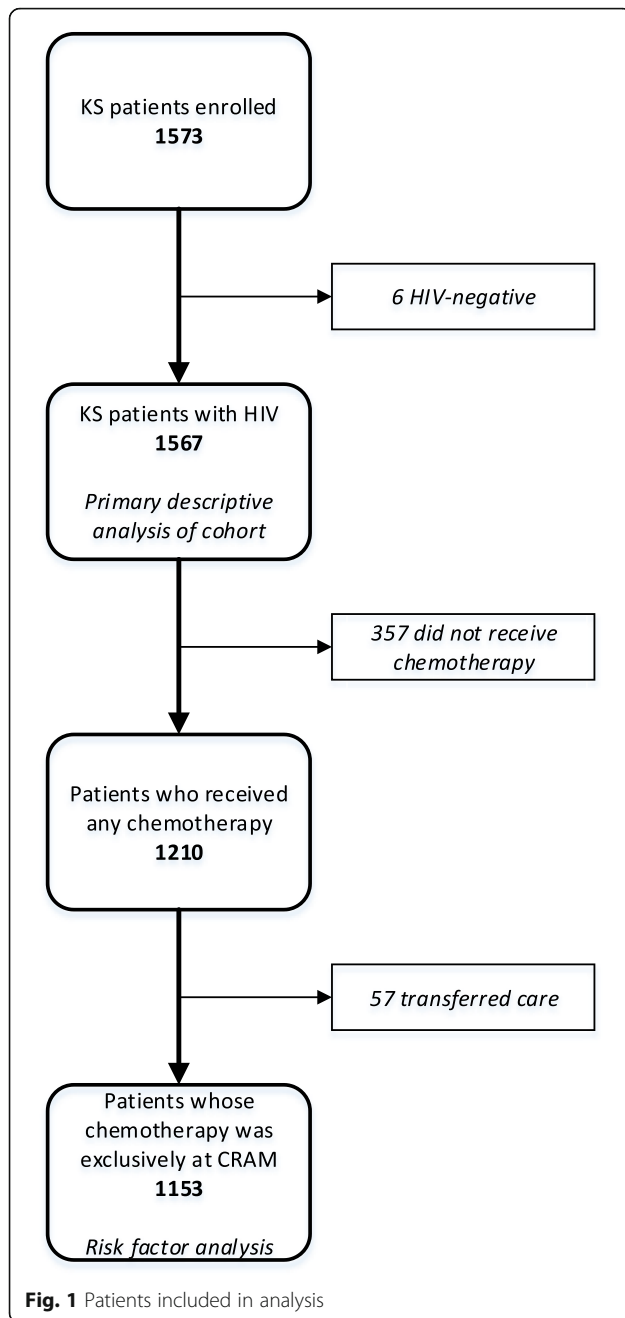 KS patients enrolled
1573
6 HIV-negative
KS patients with HIV
1567
Primary descriptive
analysis of cohort
357 did not receive
chemotherapy
Patients who received
any chemotherapy
1210
57 transferred care
Patients whose
chemotherapy was
exclusively at CRAM
1153
Risk factor analysis
Fig. 1 Patients included in analysis